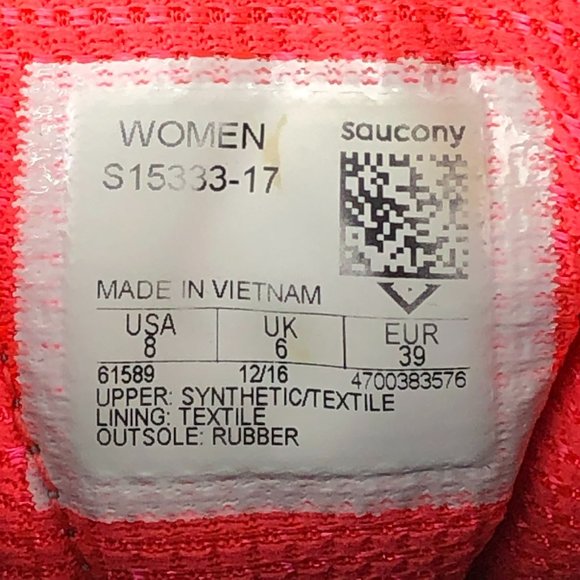 WOMEN
saucony
S15333-17
MADE IN VIETNAM
USA UK EUR
8 6 39
61589 12/16 4700383576
UPPER: SYNTHETIC/TEXTILE
LINING: TEXTILE
OUTSOLE: RUBBER